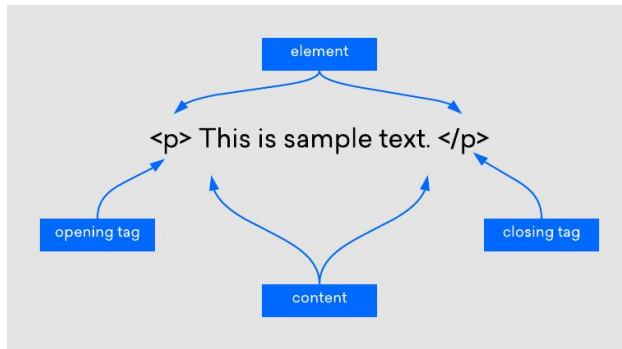 element
<p> This is sample text. </p>
opening tag
closing tag
content